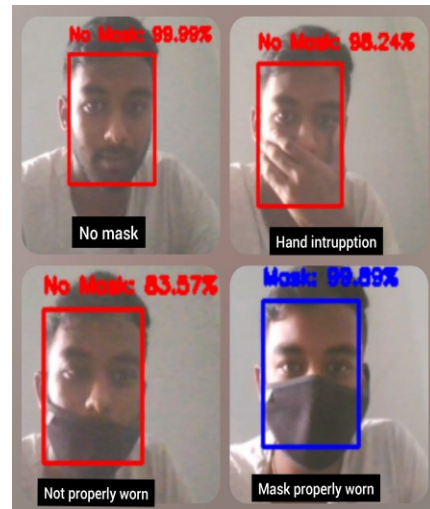 No Mask: 99.99%
No Mask: 98.24%
No mask
Hand intrupption
No Mask: 83.57%
Mask: 99.89%
Not properly worn
Mask properly worn